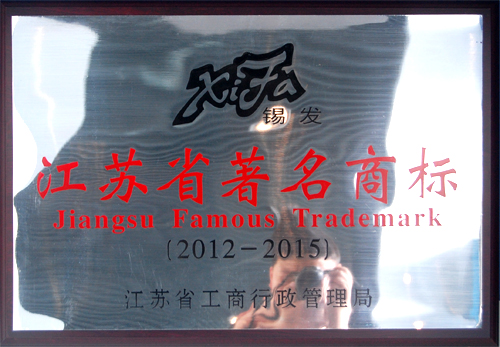 XiFa
锡发
江苏省著名商标
Jiangsu Famous Trademark
(2012-2015)
江苏省工商行政管理局